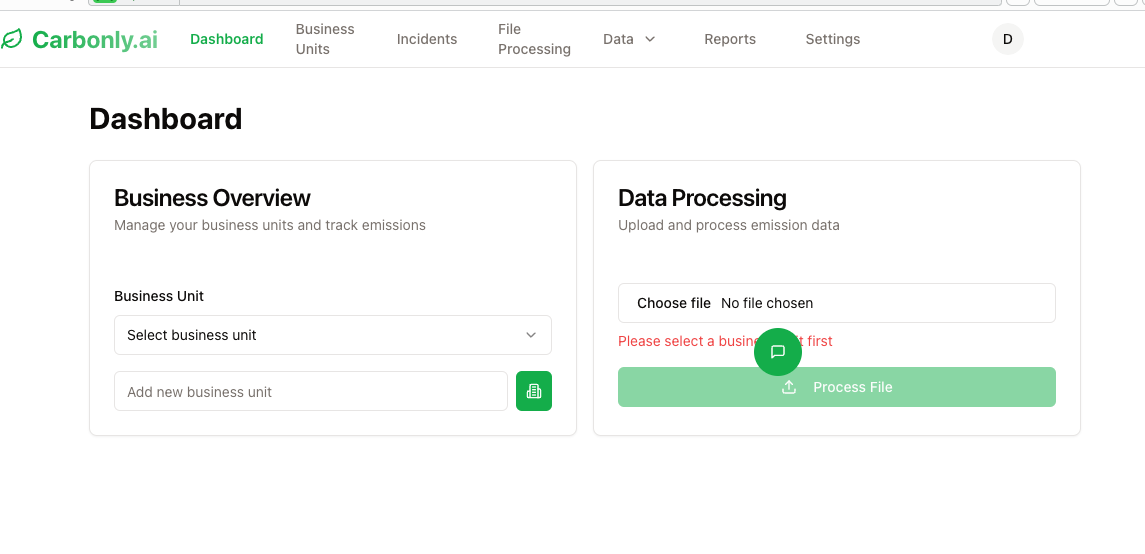 Carbonly.ai
Dashboard
Business
Units
Incidents
File
Processing
Data
Reports
Settings
D
Dashboard
Business Overview
Manage your business units and track emissions
Business Unit
Select business unit
Add new business unit
Data Processing
Upload and process emission data
Choose file No file chosen
Please select a busine t first
Process File